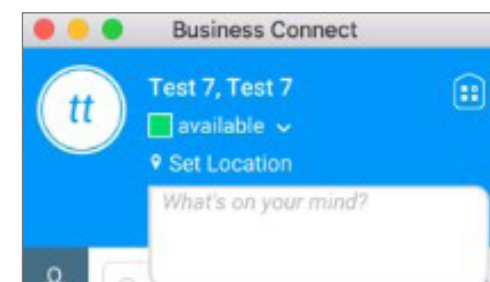 Business Connect
tt
Test 7, Test 7
available
Set Location
What's on your mind?